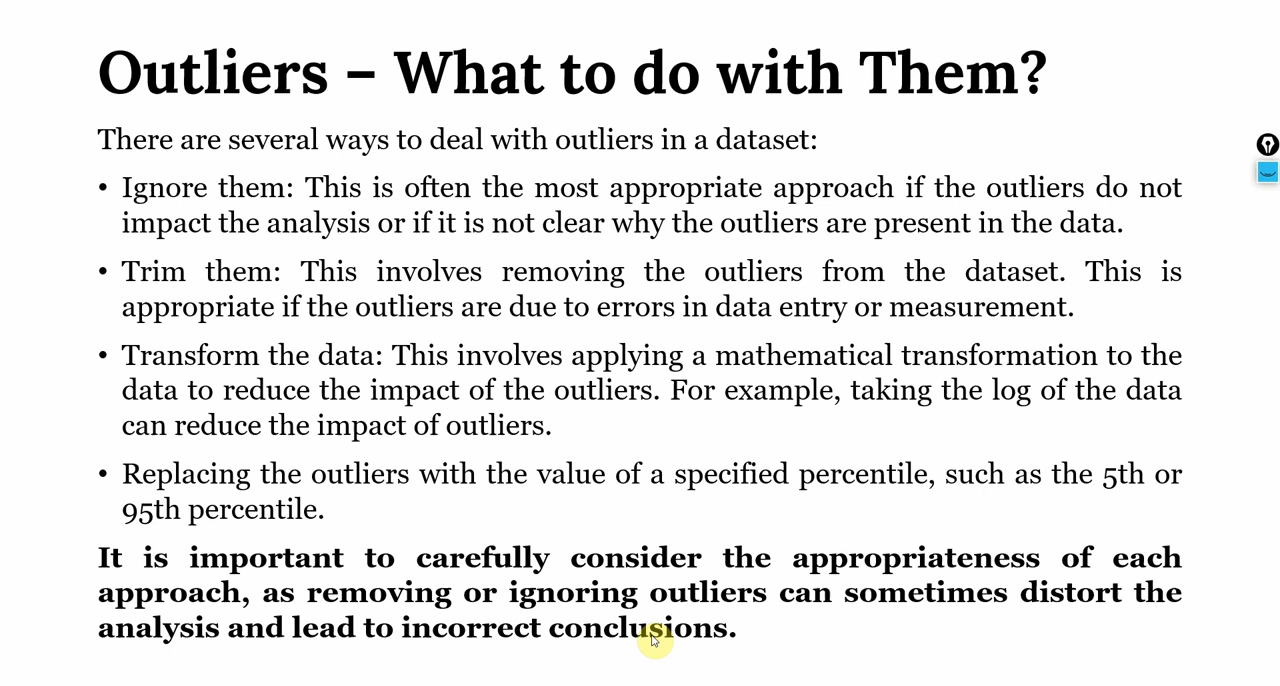 Outliers – What to do with Them?
There are several ways to deal with outliers in a dataset:
• Ignore them: This is often the most appropriate approach if the outliers do not
impact the analysis or if it is not clear why the outliers are present in the data.
• Trim them: This involves removing the outliers from the dataset. This is
appropriate if the outliers are due to errors in data entry or measurement.
• Transform the data: This involves applying a mathematical transformation to the
data to reduce the impact of the outliers. For example, taking the log of the data
can reduce the impact of outliers.
• Replacing the outliers with the value of a specified percentile, such as the 5th or
95th percentile.
It is important to carefully consider the appropriateness of each
approach, as removing or ignoring outliers can sometimes distort the
analysis and lead to incorrect conclusions.